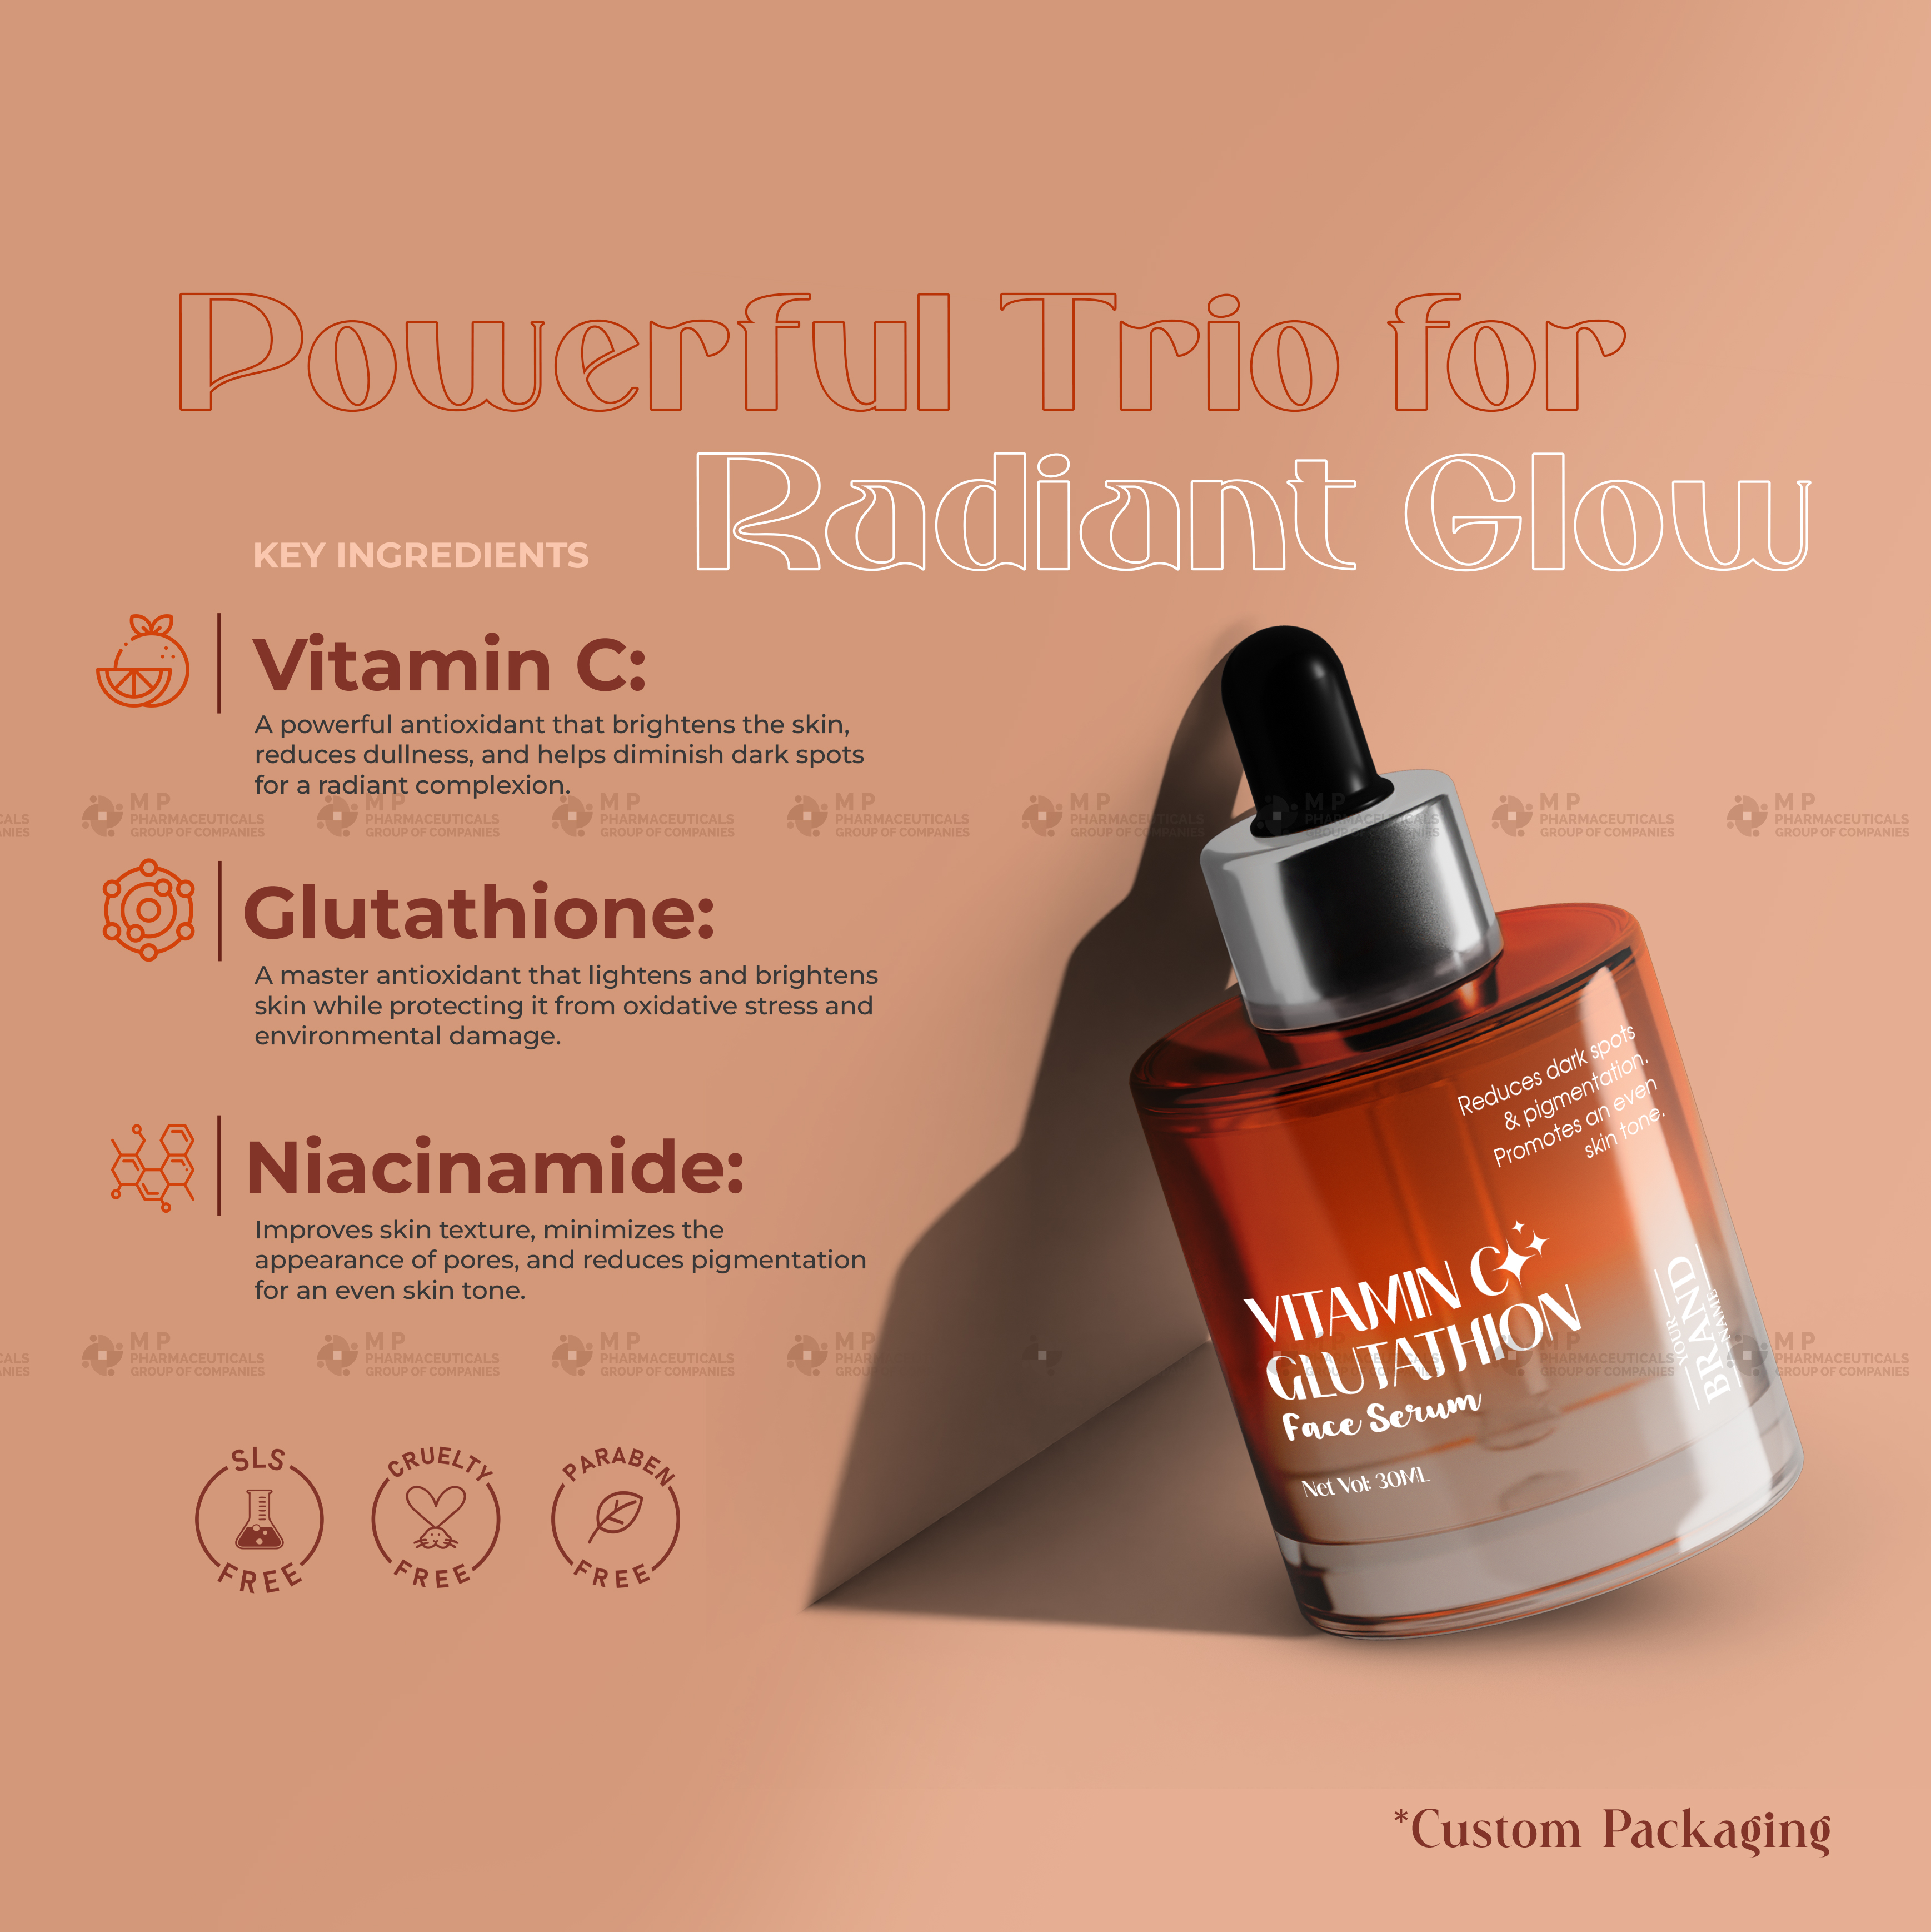 Powerful Trio for
Radiant Glow
KEY INGREDIENTS
Vitamin C:
A powerful antioxidant that brightens the skin,
reduces dullness, and helps diminish dark spots
for a radiant complexion.
M P
PHARMACEUTICALS
GROUP OF COMPANIES
Glutathione:
A master antioxidant that lightens and brightens
skin while protecting it from oxidative stress and
environmental damage.
Niacinamide:
Improves skin texture, minimizes the
appearance of pores, and reduces pigmentation
for an even skin tone.
M P
PHARMACEUTICALS
GROUP OF COMPANIES
SLS
FREE
CRUELTY
FREE
PARABEN
FREE
Reduces dark spots
& pigmentation.
Promotes an even
skin tone.
VITAMIN C
GLUTATHION
Face Serum
Net Vol: 30ML
YOUR
BRAND
NAME
*Custom Packaging